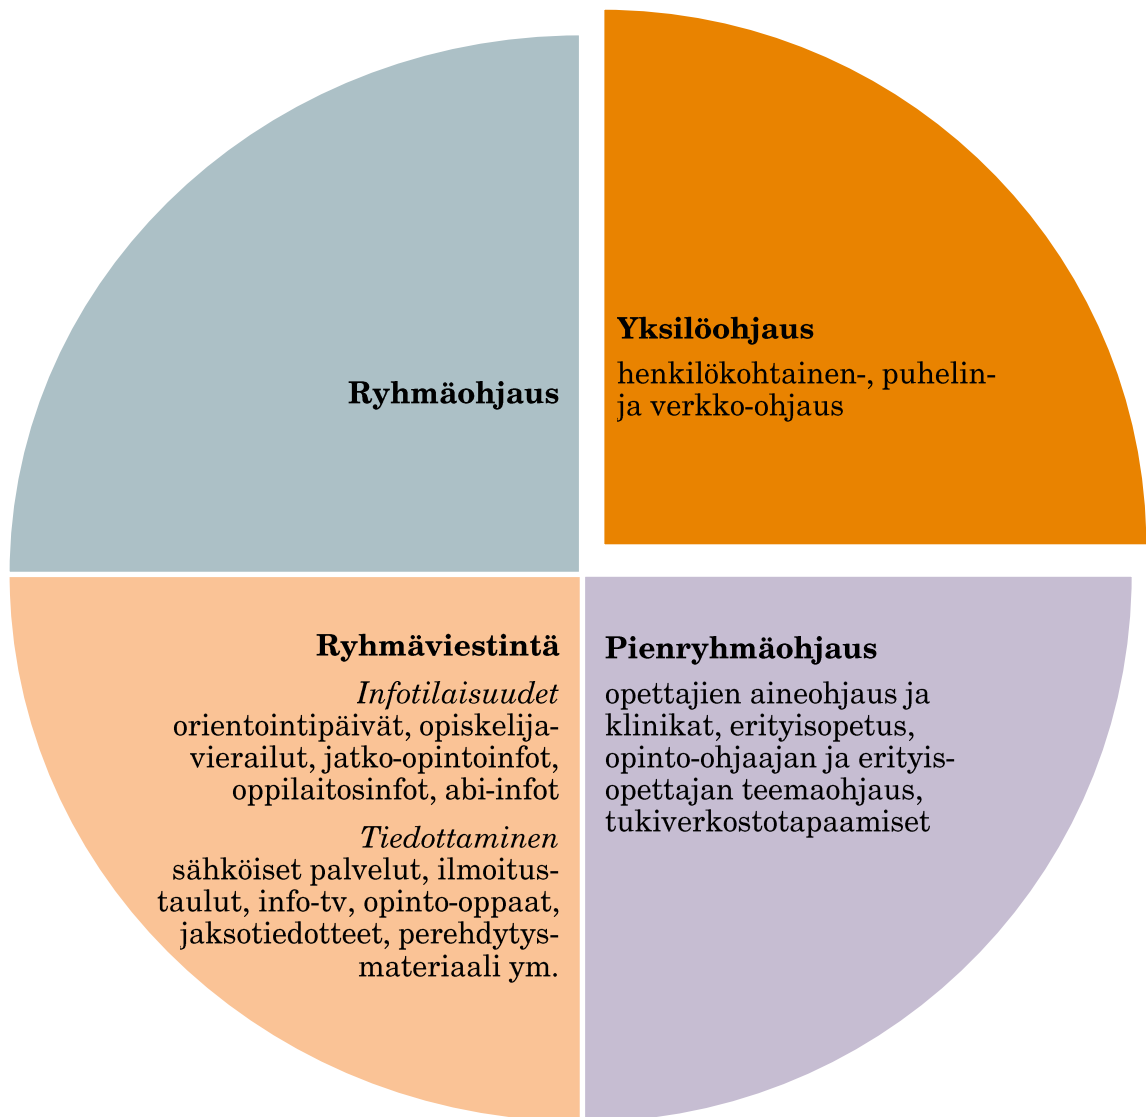 Ryhmäohjaus
Yksilöohjaus
henkilökohtainen-, puhelin-
ja verkko-ohjaus
Ryhmäviestintä
Infotilaisuudet
orientointipäivät, opiskelija-
vierailut, jatko-opintoinfot,
oppilaitosinfot, abi-infot
Tiedottaminen
sähköiset palvelut, ilmoitus-
taulut, info-tv, opinto-oppaat,
jaksotiedotteet, perehdytys-
materiaali ym.
Pienryhmäohjaus
opettajien aineohjaus ja
klinikat, erityisopetus,
opinto-ohjaajan ja erityis-
opettajan teemaohjaus,
tukiverkostotapaamiset